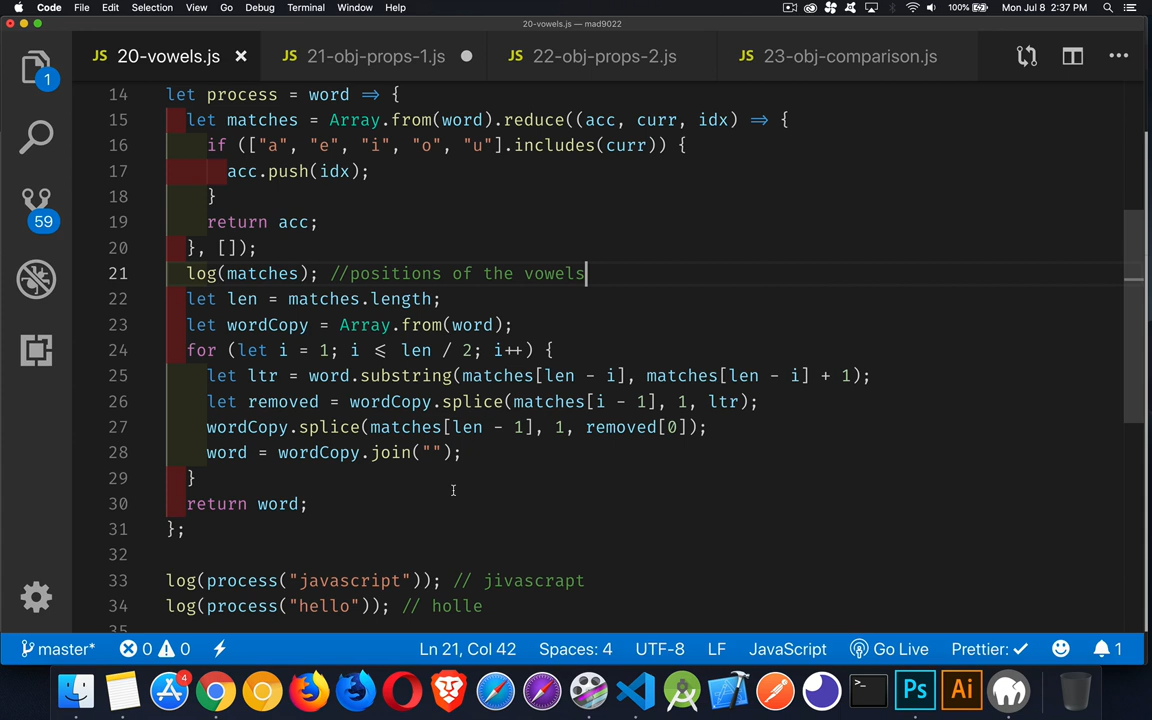 Code File Edit Selection View Go Debug Terminal Window Help 100% Mon Jul 8 2:37 PM
20-vowels.js — mad9022
JS 20-vowels.js × JS 21-obj-props-1.js JS 22-obj-props-2.js JS 23-obj-comparison.js
1
59
14 let process = word => {
15 let matches = Array.from(word).reduce((acc, curr, idx) => {
16 if (["a", "e", "i", "o", "u"].includes(curr)) {
17 acc.push(idx);
18 }
19 return acc;
20 }, []);
21 log(matches); //positions of the vowels
22 let len = matches.length;
23 let wordCopy = Array.from(word);
24 for (let i = 1; i <= len / 2; i++) {
25 let ltr = word.substring(matches[len - i], matches[len - i] + 1);
26 let removed = wordCopy.splice(matches[i - 1], 1, ltr);
27 wordCopy.splice(matches[len - 1], 1, removed[0]);
28 word = wordCopy.join("");
29 }
30 return word;
31 };
32
33 log(process("javascript")); // jivascrapt
34 log(process("hello")); // holle
35
master* 0 0 Ln 21, Col 42 Spaces: 4 UTF-8 LF JavaScript Go Live Prettier: ✓ 1
4 >_ Ps Ai